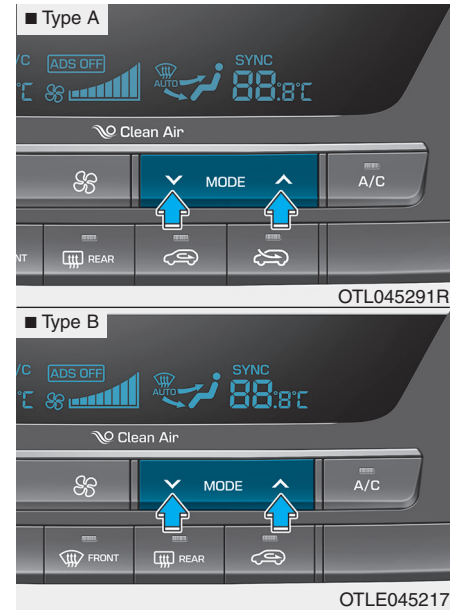 ■ Type A
/C ADS OFF SYNC
°C AUTO 88.8°C
Clean Air
MODE A/C
NT REAR
OTL045291R
■ Type B
/C ADS OFF SYNC
°C AUTO 88.8°C
Clean Air
MODE A/C
FRONT REAR
OTLE045217